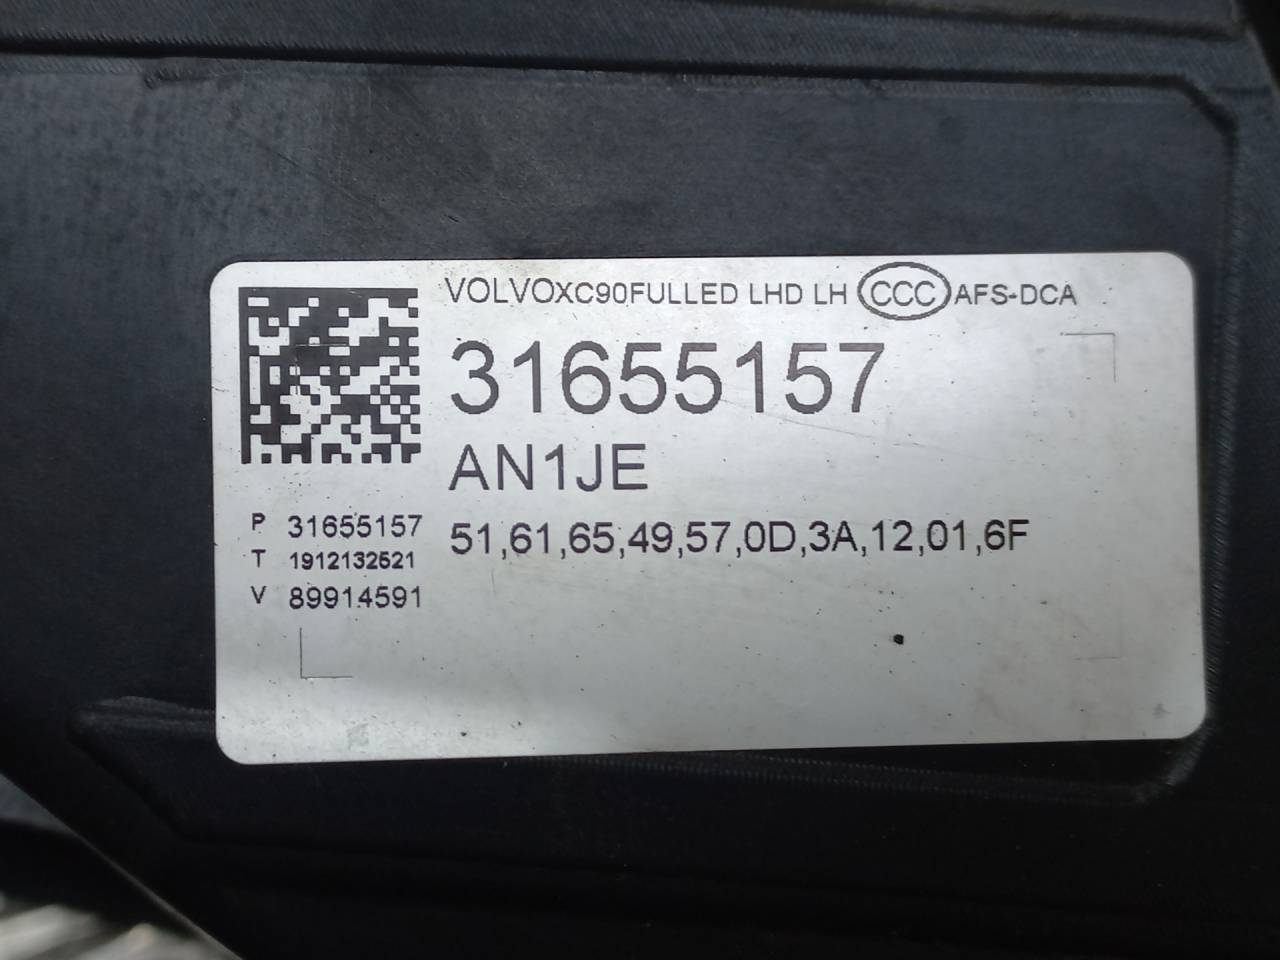 VOLVOXC90FULLED LHD LH CCC AFS-DCA
31655157
AN1JE
51,61,65,49,57,0D,3A,12,01,6F
P 31655157
T 1912132521
V 89914591